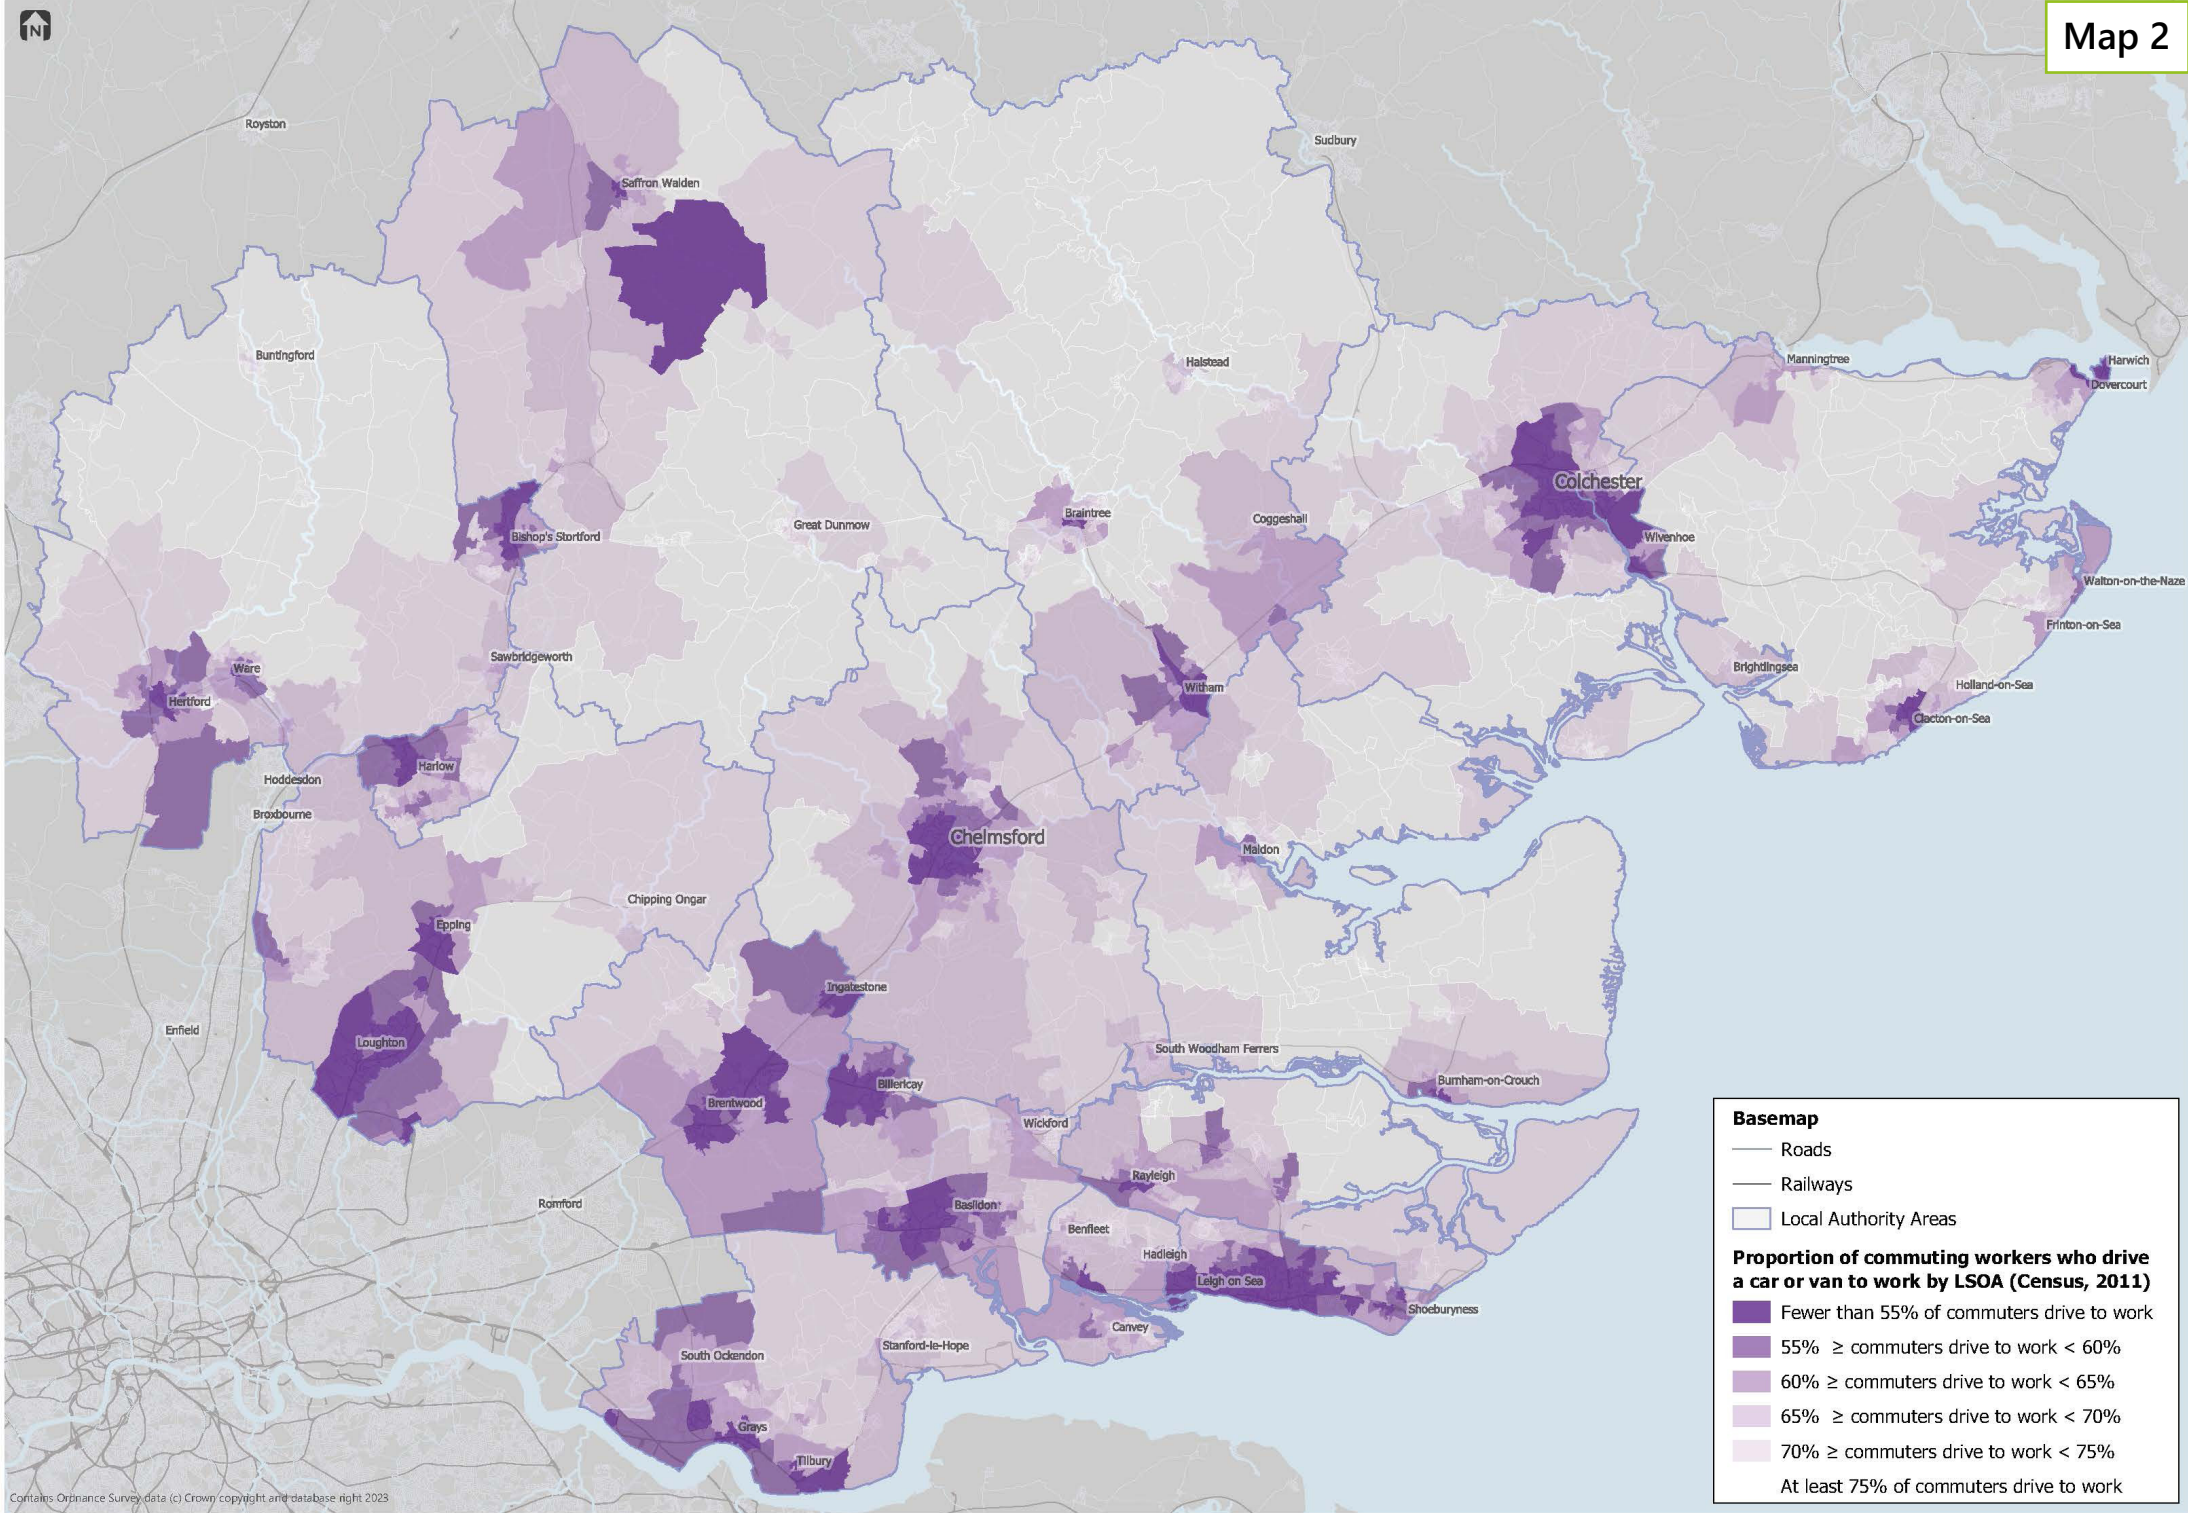 N
Map 2
Royston
Sudbury
Saffron Walden
Buntingford
Halstead
Manningtree
Harwich
Dovercourt
Colchester
Bishop's Stortford
Great Dunmow
Braintree
Coggeshall
Wivenhoe
Walton-on-the-Naze
Frinton-on-Sea
Sawbridgeworth
Ware
Hertford
Witham
Brightlingsea
Holland-on-Sea
Clacton-on-Sea
Harlow
Hoddesdon
Broxbourne
Chelmsford
Maldon
Chipping Ongar
Epping
Ingatestone
Enfield
Loughton
South Woodham Ferrers
Billericay
Burnham-on-Crouch
Brentwood
Wickford
Rayleigh
Romford
Basildon
Benfleet
Hadleigh
Leigh on Sea
Shoeburyness
Canvey
Stanford-le-Hope
South Ockendon
Grays
Tilbury
Basemap
Roads
Railways
Local Authority Areas
Proportion of commuting workers who drive
a car or van to work by LSOA (Census, 2011)
Fewer than 55% of commuters drive to work
55% ≥ commuters drive to work < 60%
60% ≥ commuters drive to work < 65%
65% ≥ commuters drive to work < 70%
70% ≥ commuters drive to work < 75%
At least 75% of commuters drive to work
Contains Ordnance Survey data (c) Crown copyright and database right 2023